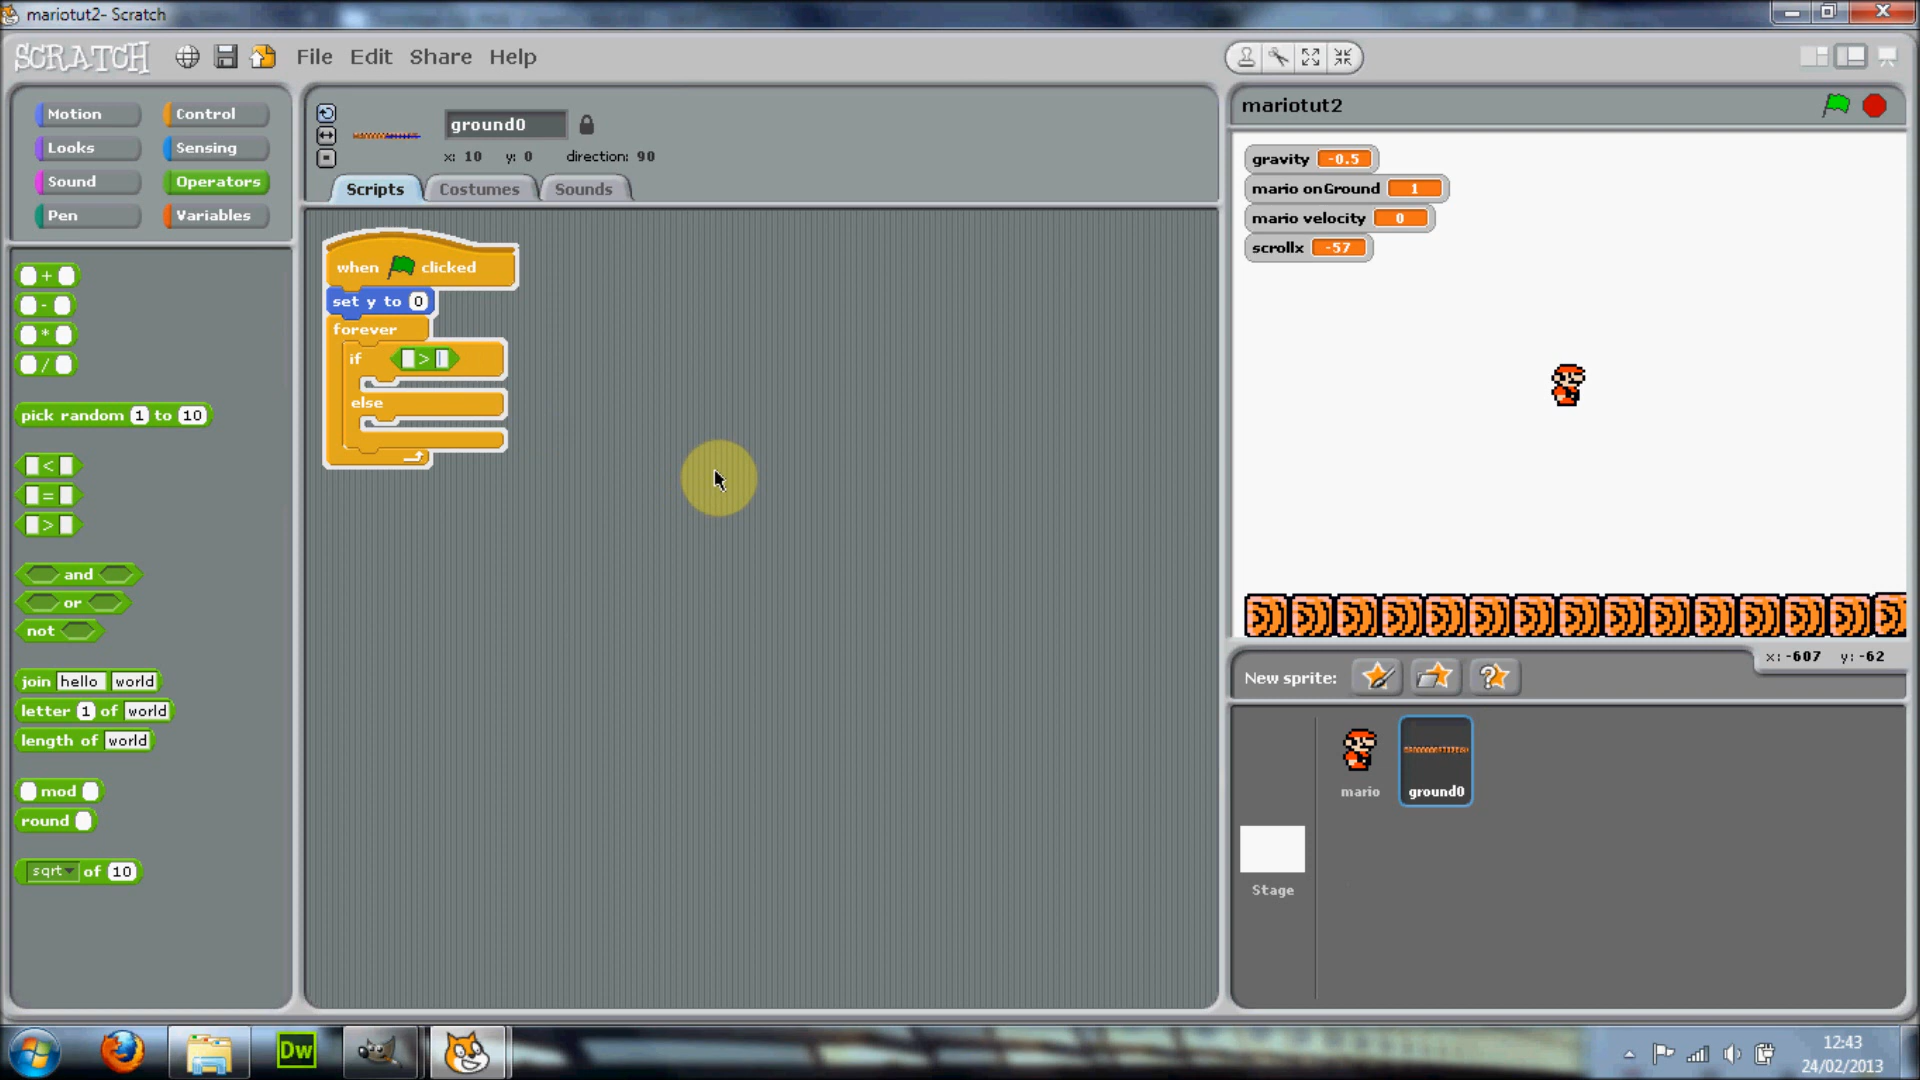 mariotut2- Scratch
SCRATCH
File Edit Share Help
Motion Control
Looks Sensing
Sound Operators
Pen Variables
+
-
*
/
pick random 1 to 10
<
=
>
and
or
not
join hello world
letter 1 of world
length of world
mod
round
sqrt of 10
ground0
x: 10 y: 0 direction: 90
Scripts Costumes Sounds
when clicked
set y to 0
forever
if >
else
mariotut2
gravity -0.5
mario onGround 1
mario velocity 0
scrollx -57
x: -607 y: -62
New sprite:
mario ground0
Stage
Dw
12:43
24/02/2013